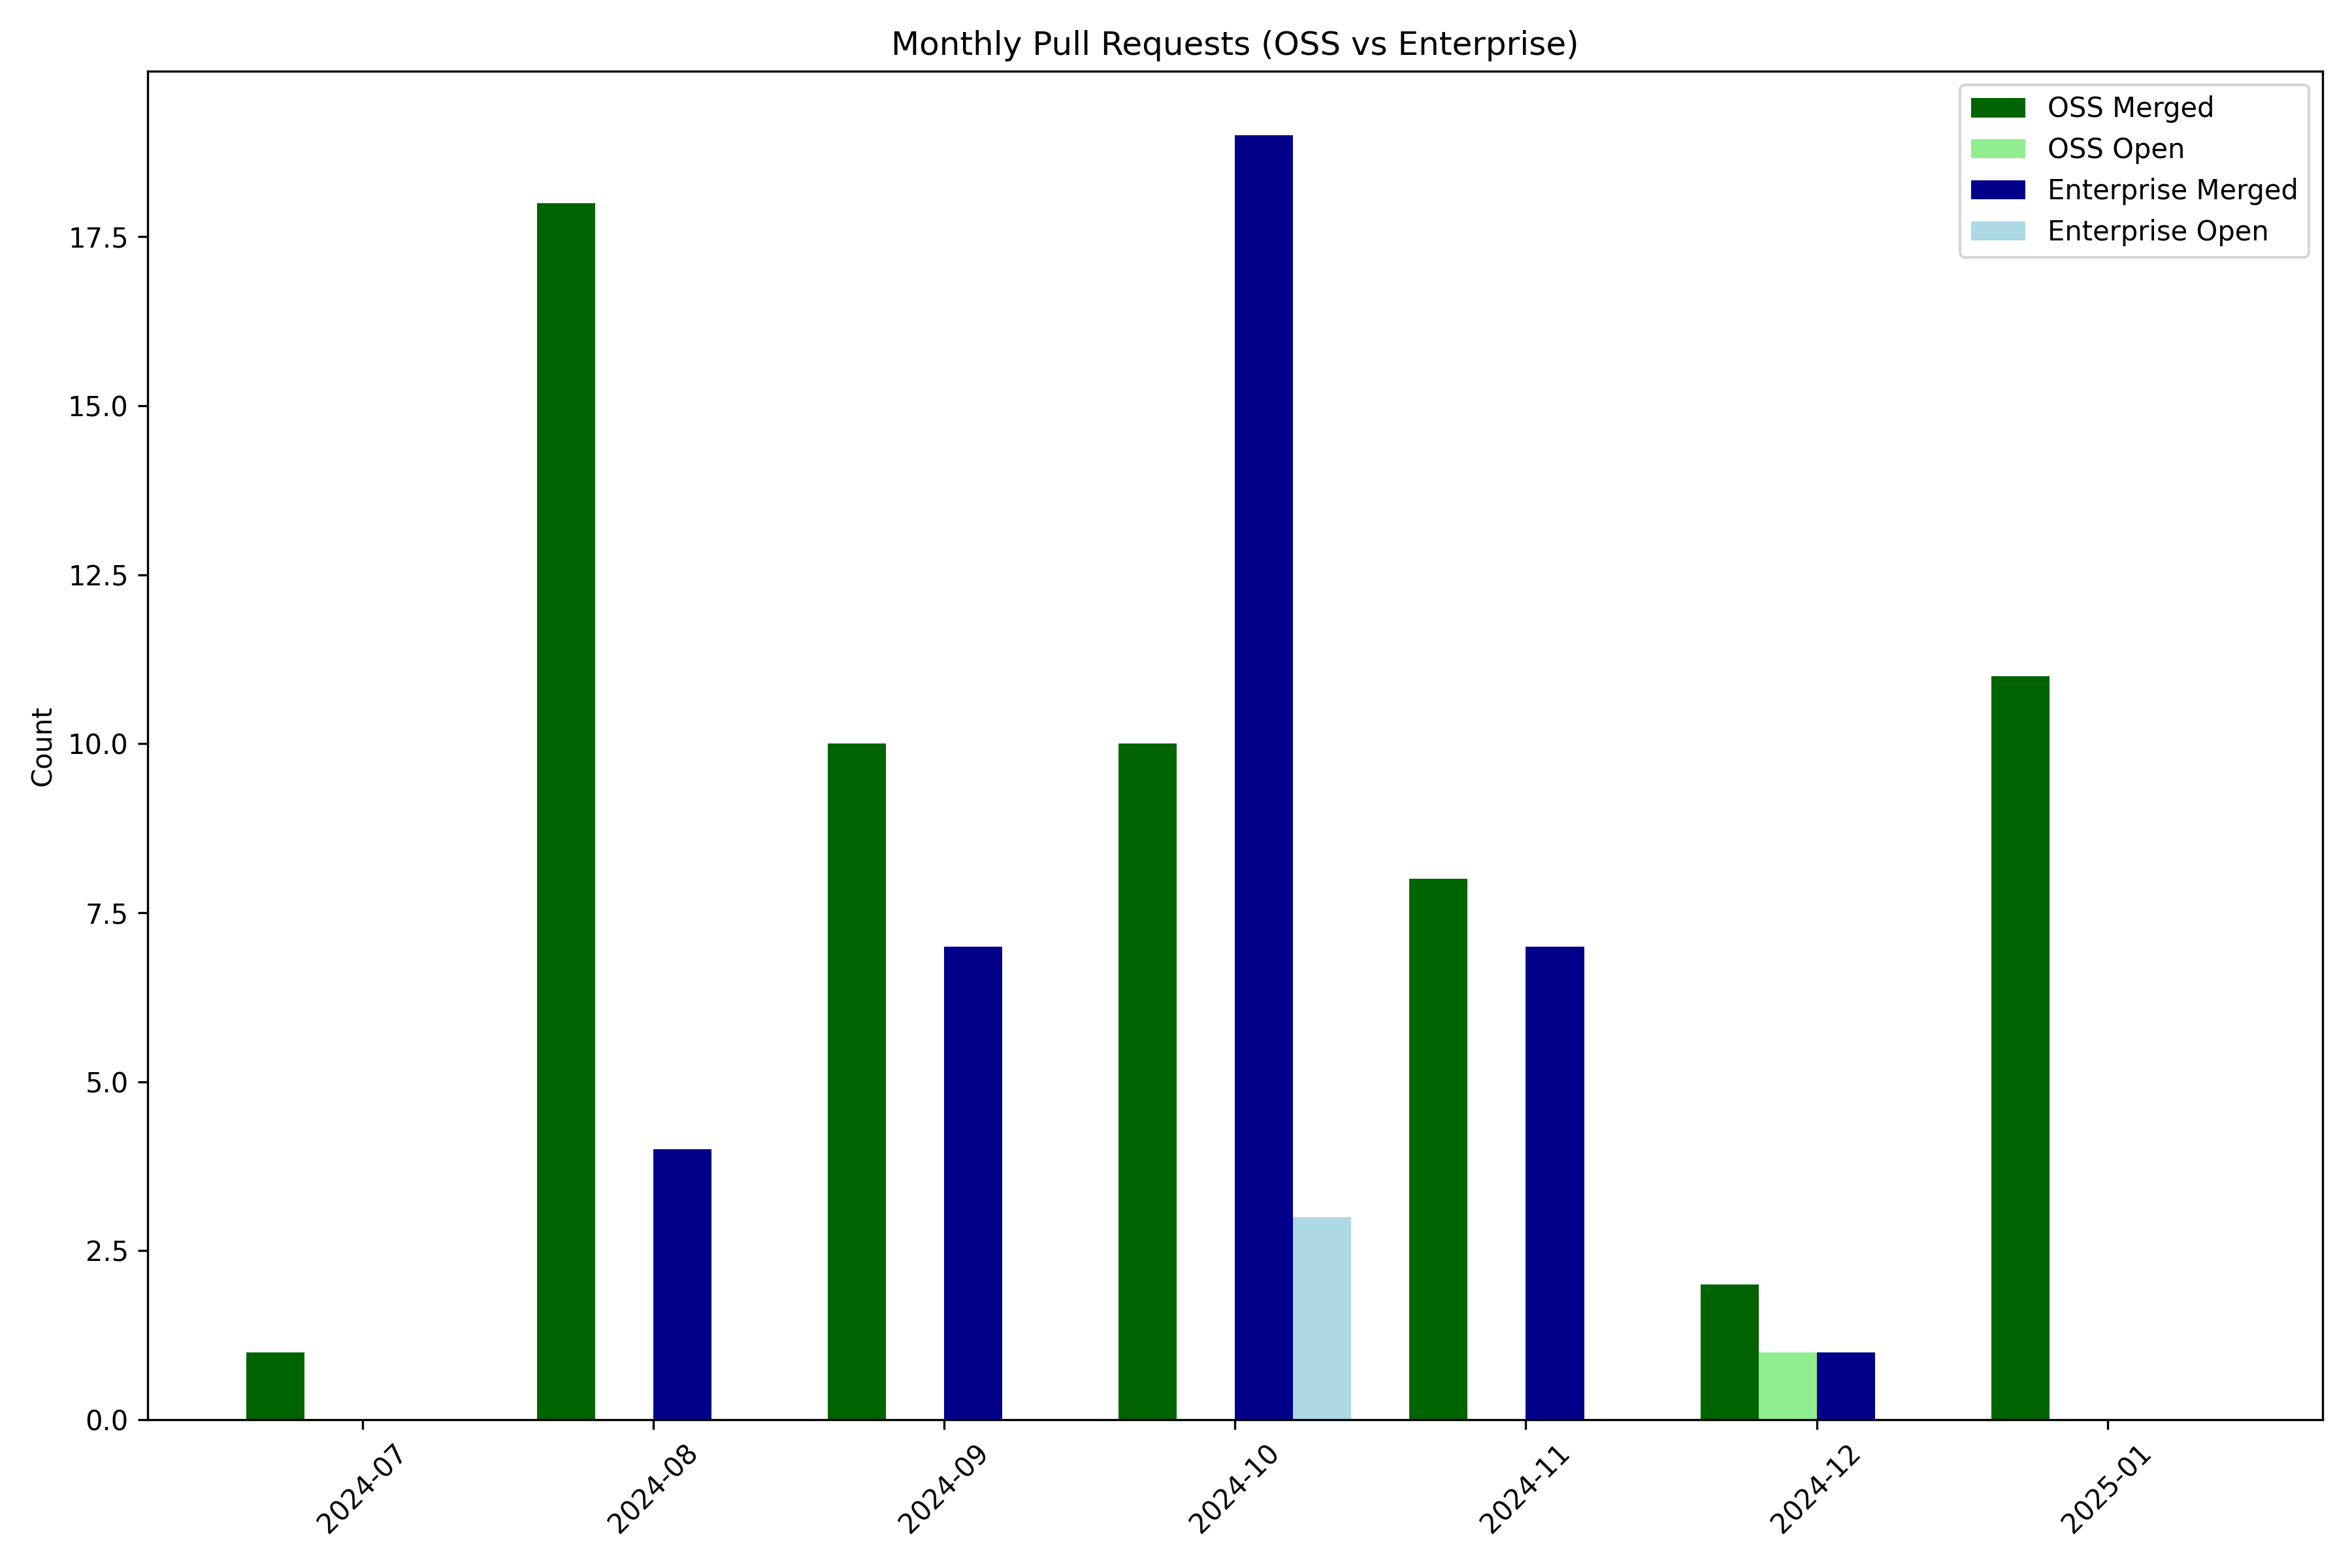 Monthly Pull Requests (OSS vs Enterprise)
OSS Merged
OSS Open
Enterprise Merged
Enterprise Open
Count
17.5
15.0
12.5
10.0
7.5
5.0
2.5
0.0
2024-07
2024-08
2024-09
2024-10
2024-11
2024-12
2025-01